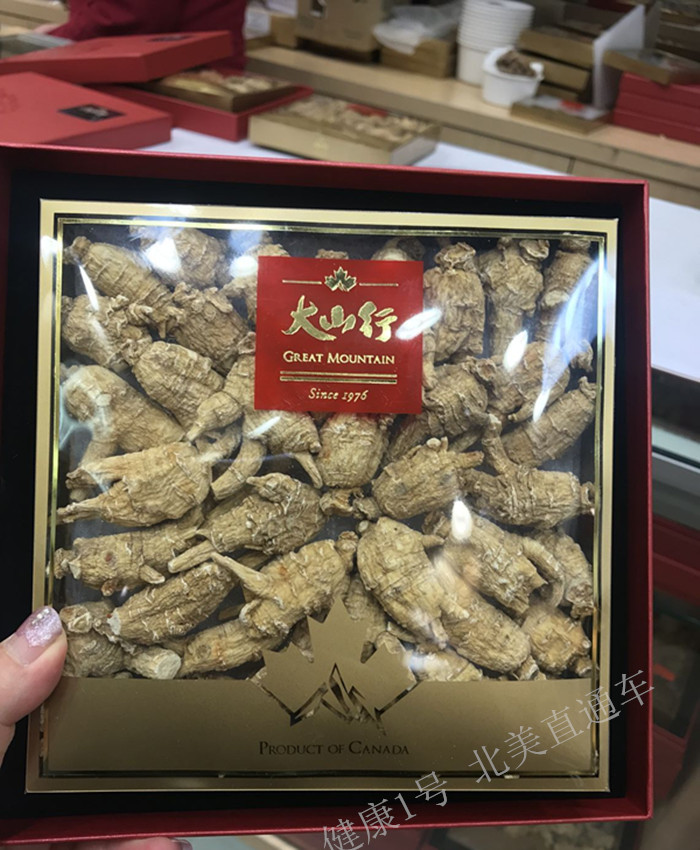 大山行
GREAT MOUNTAIN
Since 1976
PRODUCT OF CANADA
健康1号 北美直通车